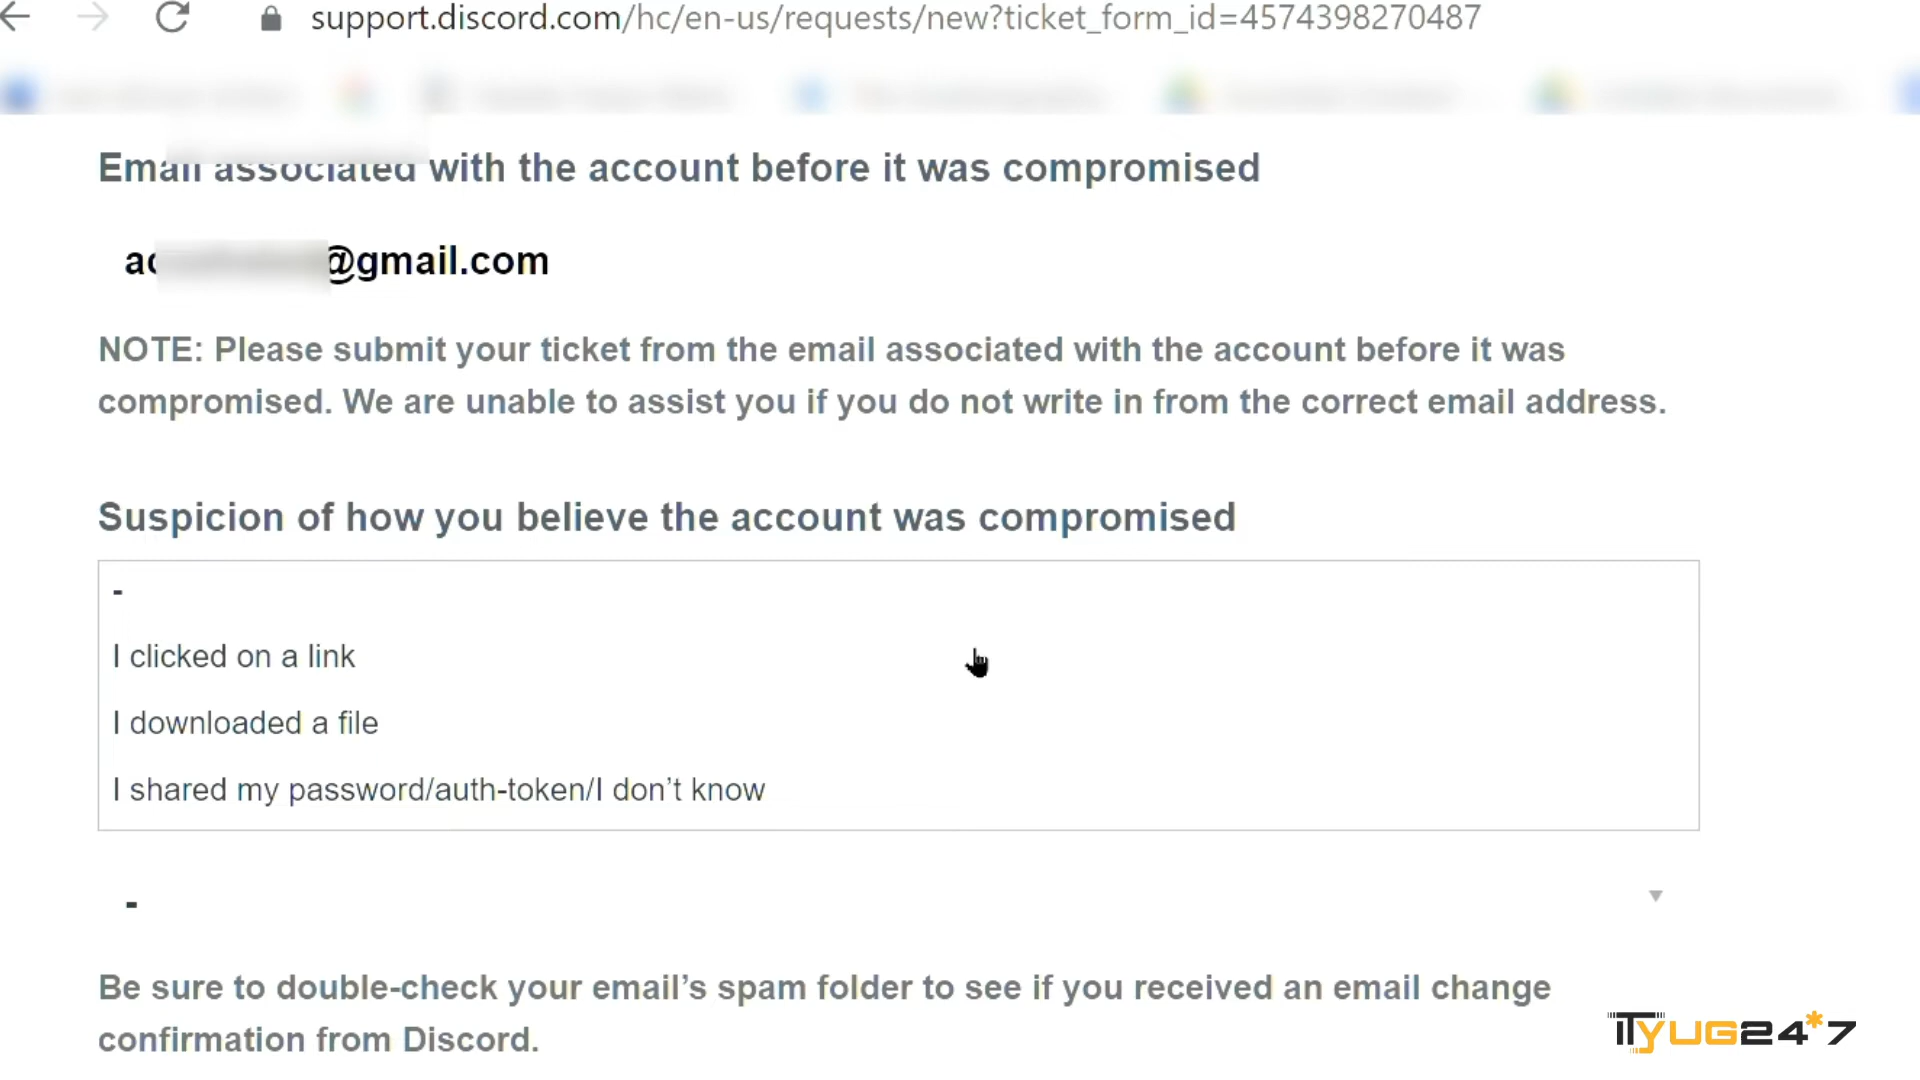 support.discord.com/hc/en-us/requests/new?ticket_form_id=4574398270487
Email associated with the account before it was compromised
ac @gmail.com
NOTE: Please submit your ticket from the email associated with the account before it was
compromised. We are unable to assist you if you do not write in from the correct email address.
Suspicion of how you believe the account was compromised
-
I clicked on a link
I downloaded a file
I shared my password/auth-token/I don’t know
-
Be sure to double-check your email’s spam folder to see if you received an email change
confirmation from Discord.
ITYUG24*7